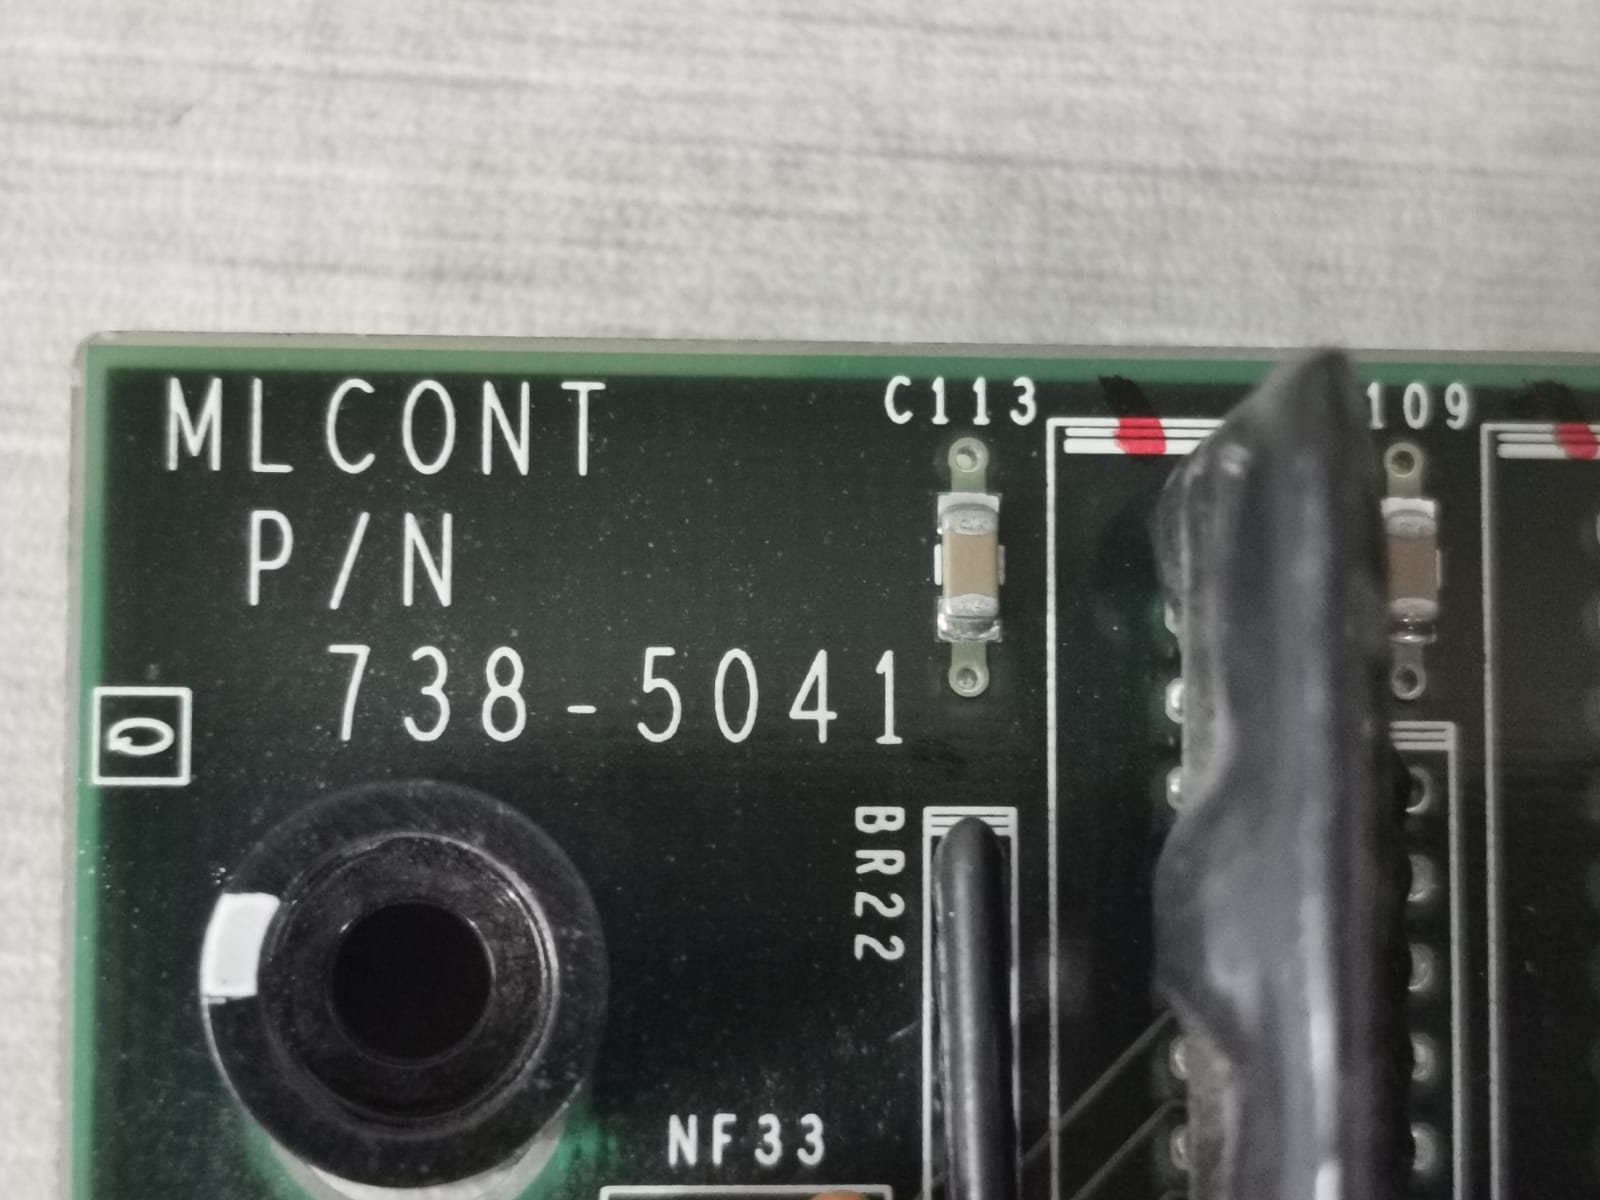 MLCONT
P/N
738-5041
C113
109
Q
BR22
NF33